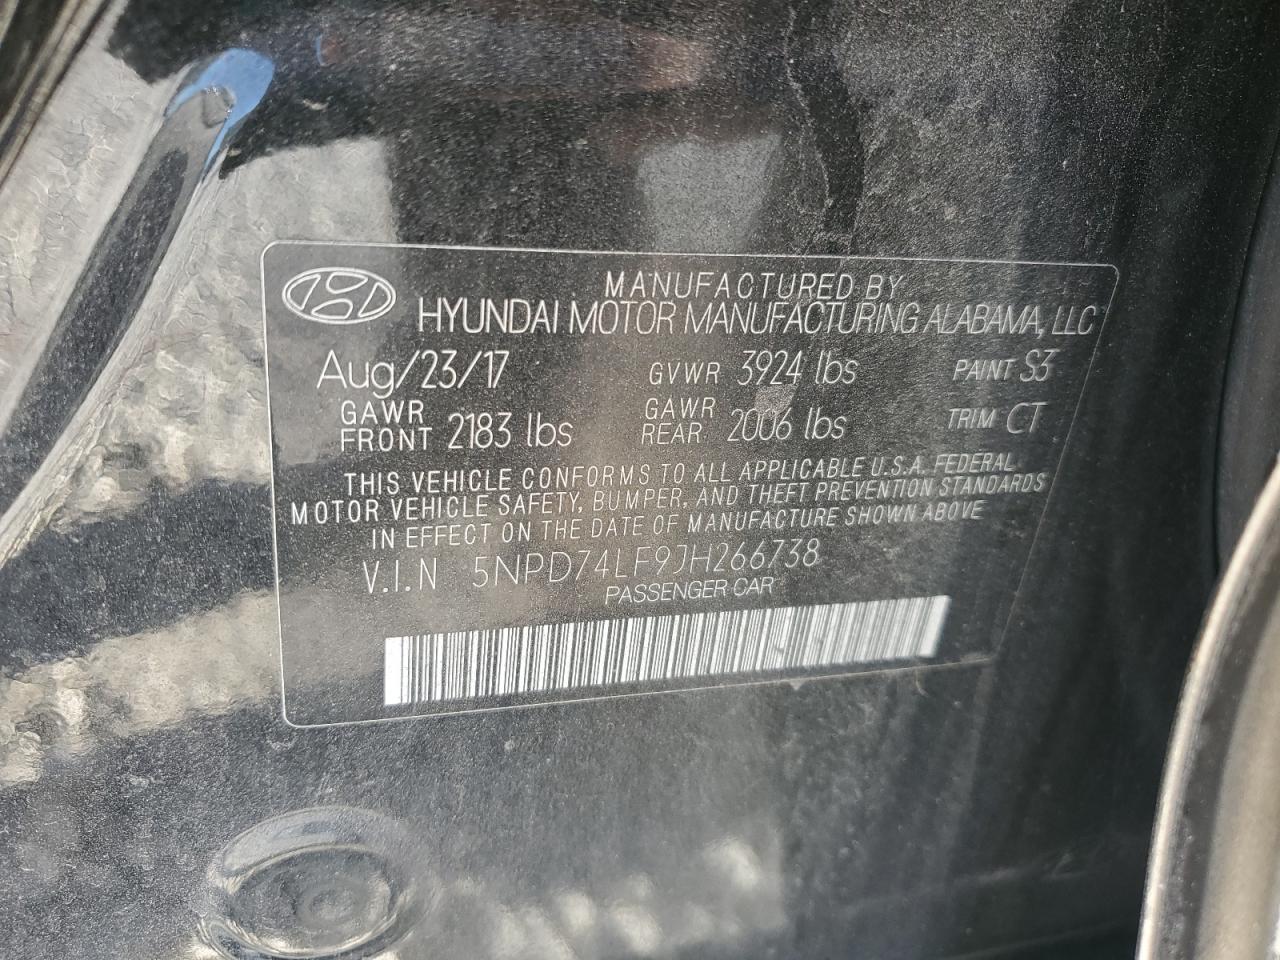 MANUFACTURED BY
HYUNDAI MOTOR MANUFACTURING ALABAMA, LLC
Aug/23/17 GVWR 3924 lbs PAINT S3
GAWR FRONT 2183 lbs GAWR REAR 2006 lbs TRIM CT
THIS VEHICLE CONFORMS TO ALL APPLICABLE U.S.A. FEDERAL
MOTOR VEHICLE SAFETY, BUMPER, AND THEFT PREVENTION STANDARDS
IN EFFECT ON THE DATE OF MANUFACTURE SHOWN ABOVE
V.I.N 5NPD74LF9JH266738
PASSENGER CAR